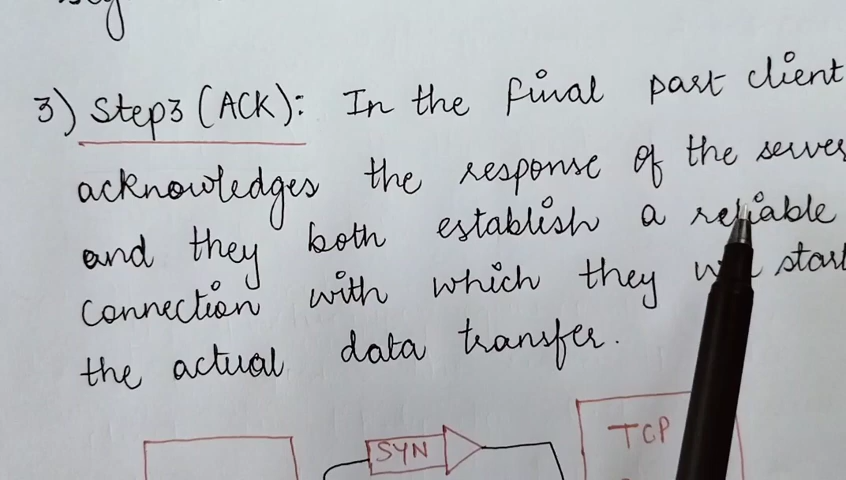 3) Step3 (ACK): In the final past client
acknowledges the response of the server
and they both establish a reliable
connection with which they start
the actual data transfer.
SYN
TCP